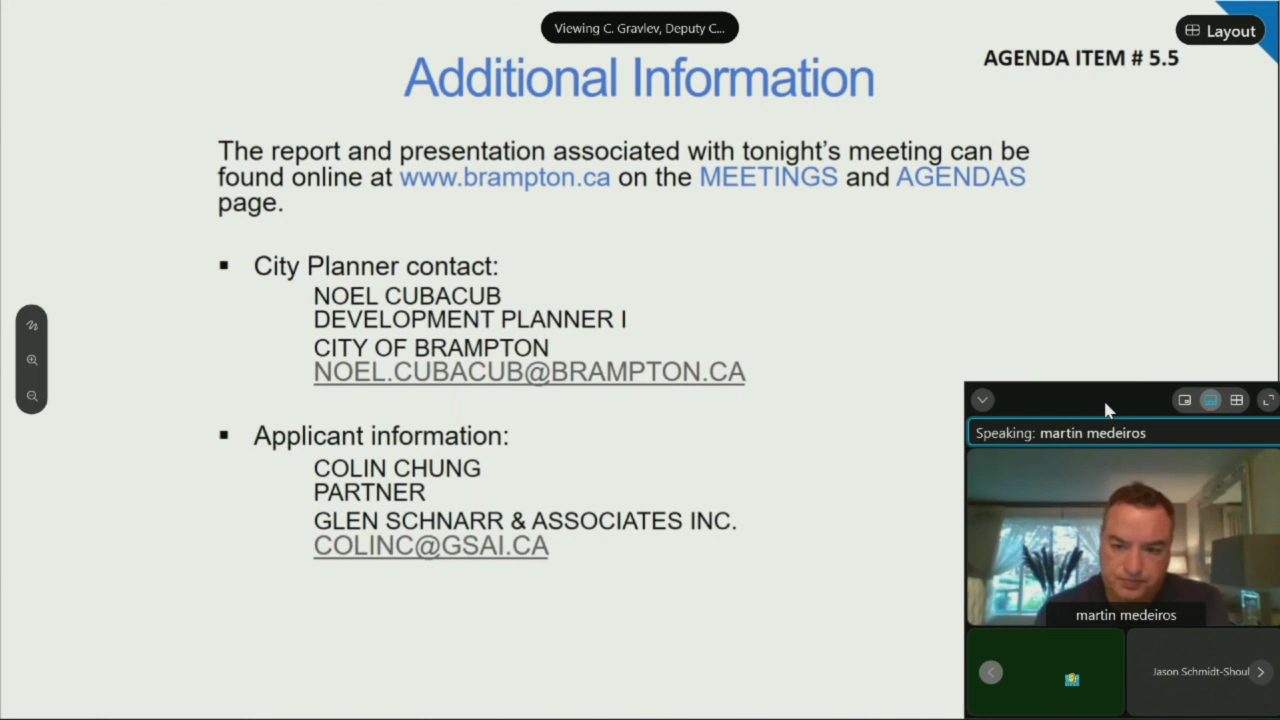 Viewing C. Gravlev, Deputy C...
Layout
AGENDA ITEM # 5.5
Additional Information
The report and presentation associated with tonight's meeting can be
found online at www.brampton.ca on the MEETINGS and AGENDAS
page.
City Planner contact:
NOEL CUBACUB
DEVELOPMENT PLANNER I
CITY OF BRAMPTON
NOEL.CUBACUB@BRAMPTON.CA
Applicant information:
COLIN CHUNG
PARTNER
GLEN SCHNARR & ASSOCIATES INC.
COLINC@GSAI.CA
Speaking: martin medeiros
martin medeiros
Jason Schmidt-Shoul